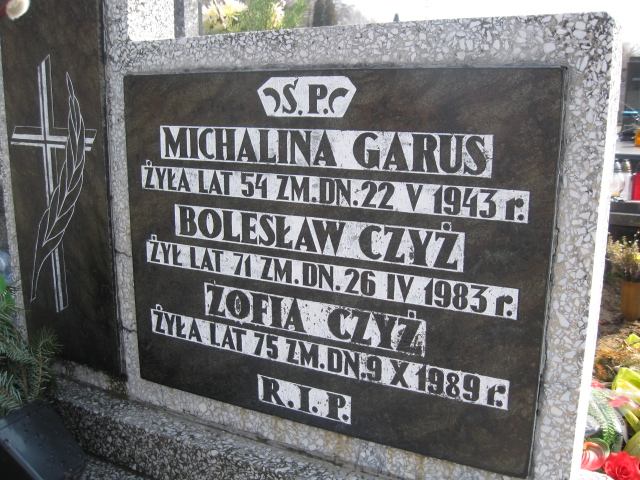 Ś.P.
MICHALINA GARUS
ŻYŁA LAT 54 ZM. DN. 22 V 1943 r.
BOLESŁAW CZYŻ
ŻYŁ LAT 71 ZM. DN. 26 IV 1983 r.
ZOFIA CZYŻ
ŻYŁA LAT 75 ZM. DN. 9 X 1989 r.
R.I.P.